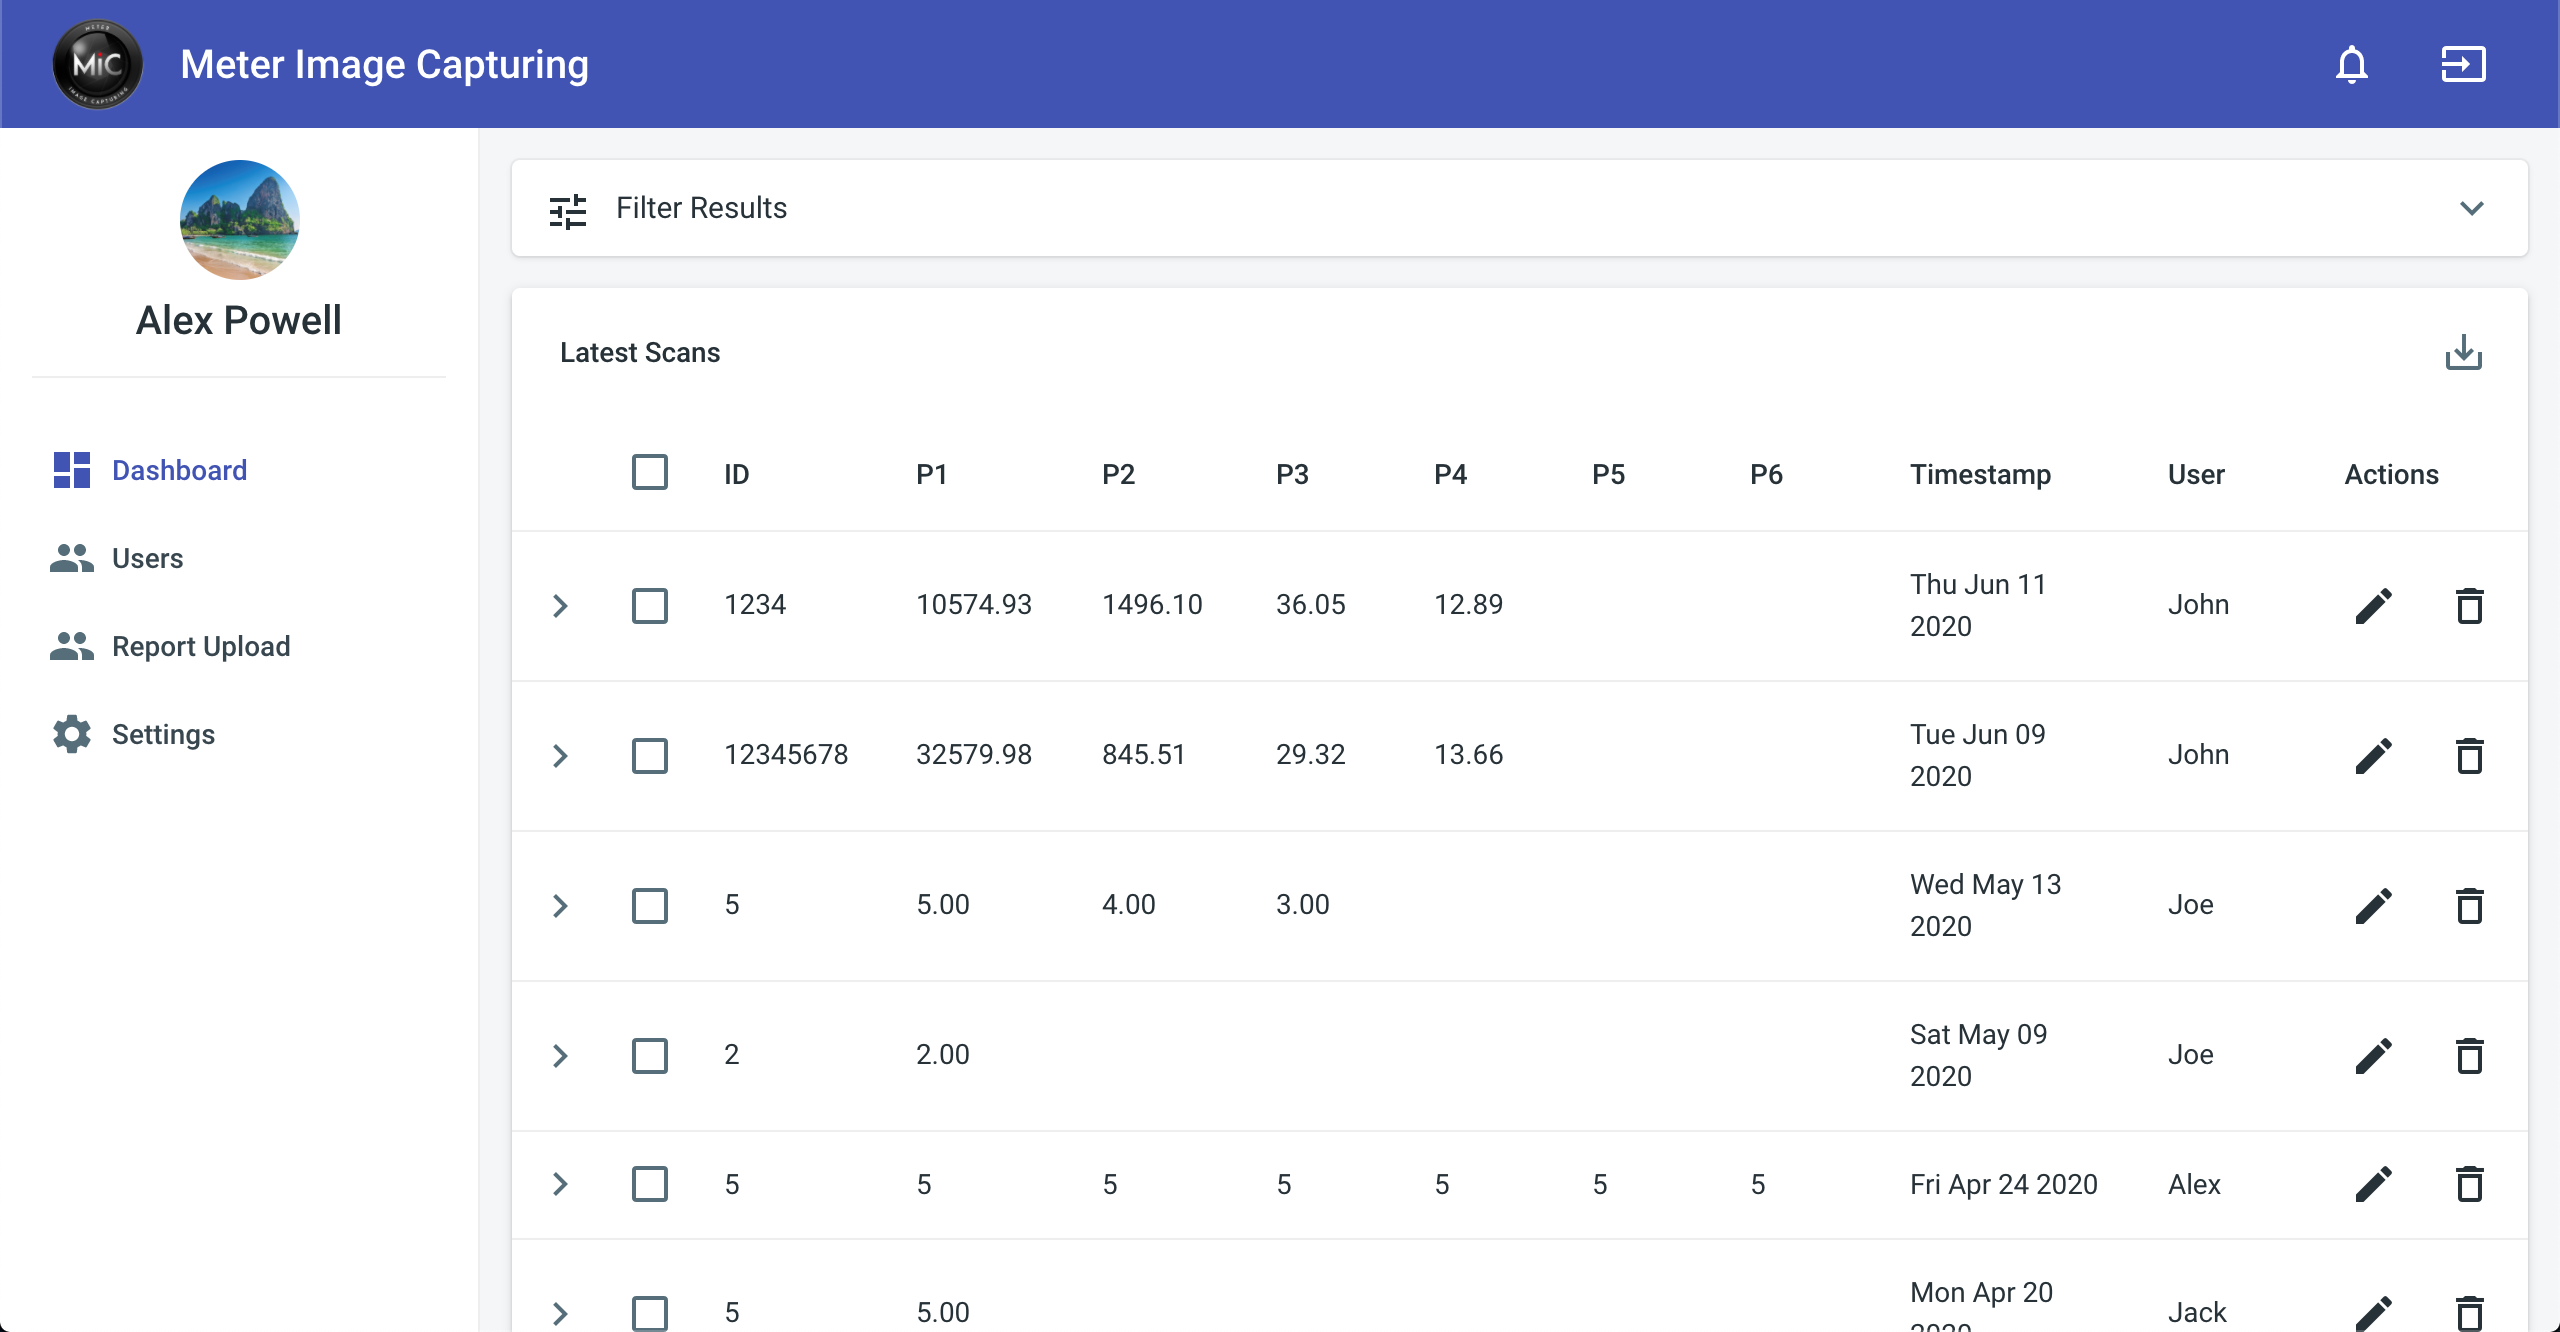 METER
MiC
IMAGE CAPTURING
Meter Image Capturing
Alex Powell
Dashboard
Users
Report Upload
Settings
Filter Results
Latest Scans
ID P1 P2 P3 P4 P5 P6 Timestamp User Actions
1234 10574.93 1496.10 36.05 12.89 Thu Jun 11 John
2020
12345678 32579.98 845.51 29.32 13.66 Tue Jun 09 John
2020
5 5.00 4.00 3.00 Wed May 13 Joe
2020
2 2.00 Sat May 09 Joe
2020
5 5 5 5 5 5 5 Fri Apr 24 2020 Alex
5 5.00 Mon Apr 20 Jack
2020